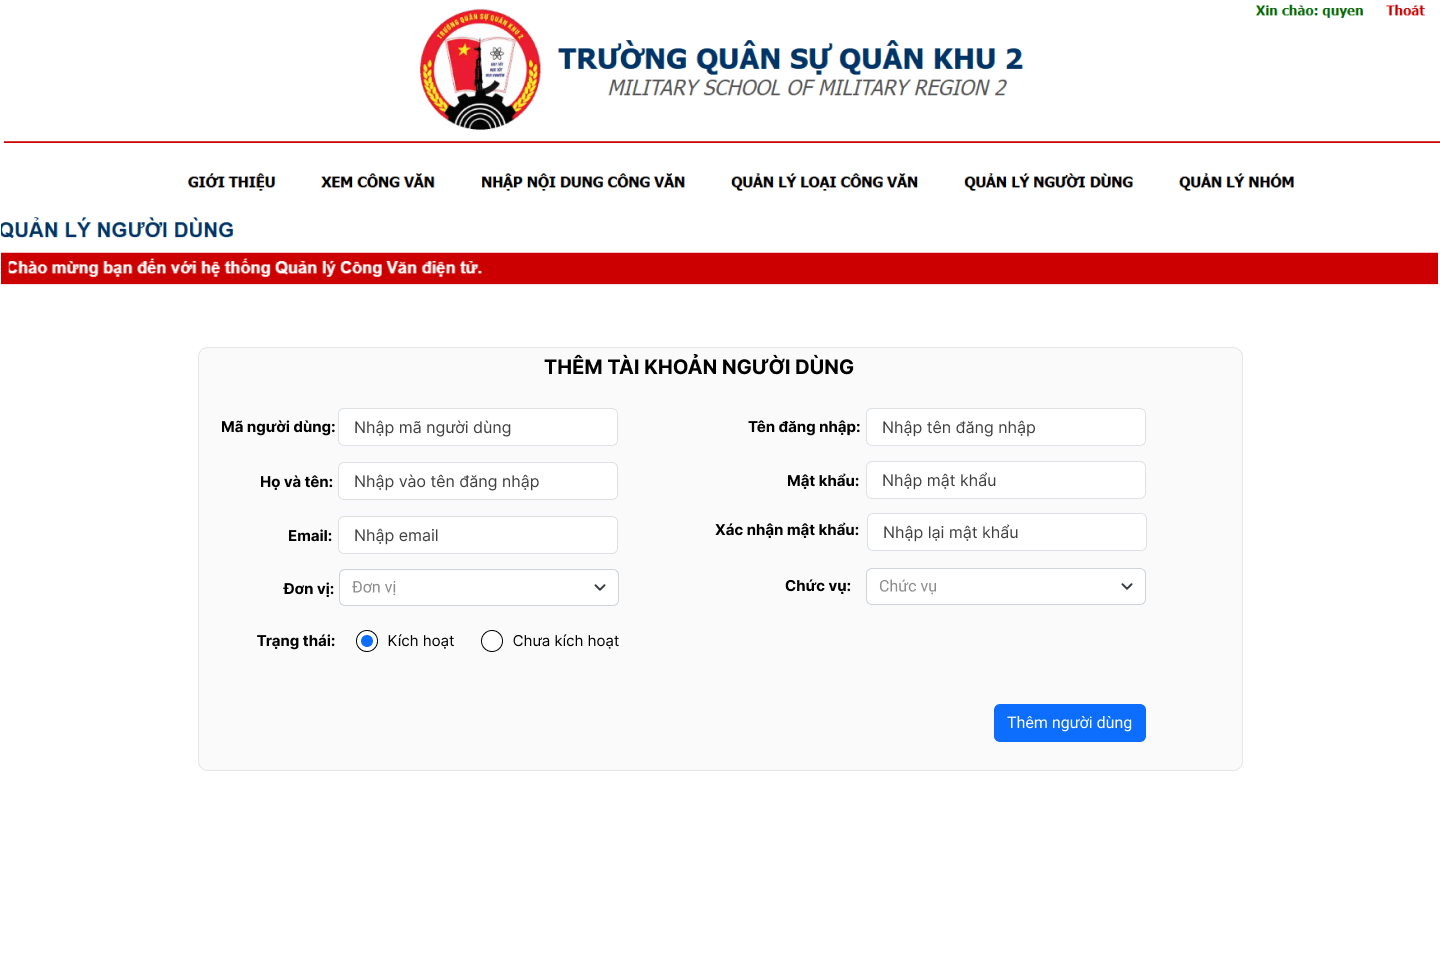 Xin chào: quyen Thoát
TRƯỜNG QUÂN SỰ QUÂN KHU 2
TRƯỜNG QUÂN SỰ QUÂN KHU 2
MILITARY SCHOOL OF MILITARY REGION 2
GIỚI THIỆU XEM CÔNG VĂN NHẬP NỘI DUNG CÔNG VĂN QUẢN LÝ LOẠI CÔNG VĂN QUẢN LÝ NGƯỜI DÙNG QUẢN LÝ NHÓM
QUẢN LÝ NGƯỜI DÙNG
Chào mừng bạn đến với hệ thống Quản lý Công Văn điện tử.
THÊM TÀI KHOẢN NGƯỜI DÙNG
Mã người dùng: Nhập mã người dùng Tên đăng nhập: Nhập tên đăng nhập
Họ và tên: Nhập vào tên đăng nhập Mật khẩu: Nhập mật khẩu
Email: Nhập email Xác nhận mật khẩu: Nhập lại mật khẩu
Đơn vị: Đơn vị Chức vụ: Chức vụ
Trạng thái: Kích hoạt Chưa kích hoạt
Thêm người dùng